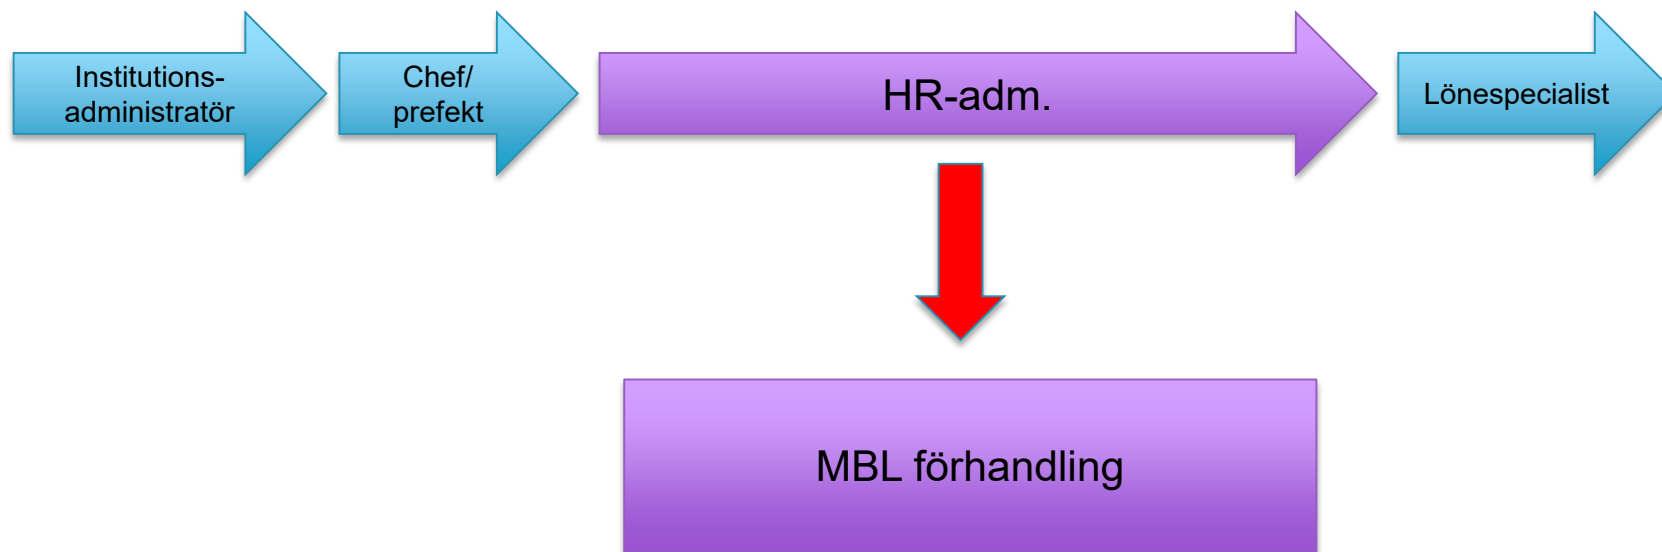 Institutions-
administratör
Chef/
prefekt
HR-adm.
Lönespecialist
MBL förhandling